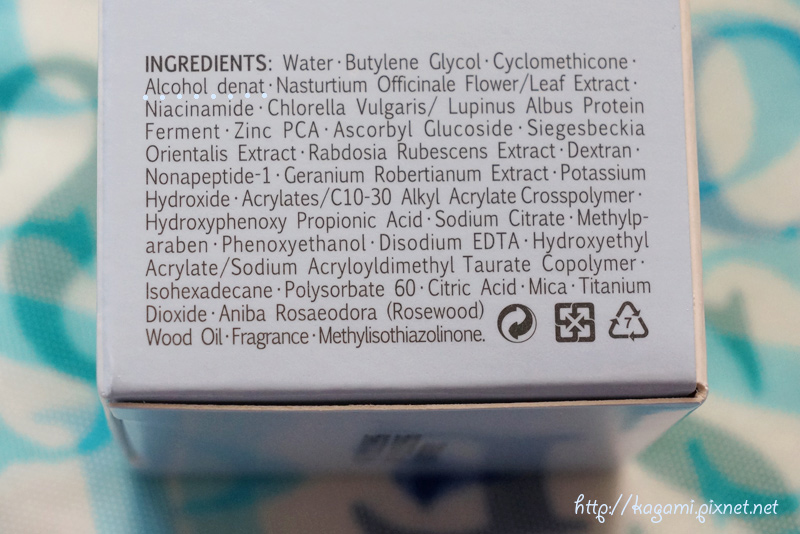 INGREDIENTS: Water·Butylene Glycol·Cyclomethicone·
Alcohol denat·Nasturtium Officinale Flower/Leaf Extract·
Niacinamide·Chlorella Vulgaris/ Lupinus Albus Protein
Ferment·Zinc PCA·Ascorbyl Glucoside·Siegesbeckia
Orientalis Extract·Rabdosia Rubescens Extract·Dextran·
Nonapeptide-1·Geranium Robertianum Extract·Potassium
Hydroxide·Acrylates/C10-30 Alkyl Acrylate Crosspolymer·
Hydroxyphenoxy Propionic Acid·Sodium Citrate·Methylp-
araben·Phenoxyethanol·Disodium EDTA·Hydroxyethyl
Acrylate/Sodium Acryloyldimethyl Taurate Copolymer·
Isohexadecane·Polysorbate 60·Citric Acid·Mica·Titanium
Dioxide·Aniba Rosaeodora (Rosewood)
Wood Oil·Fragrance·Methylisothiazolinone.
7
http://kagami.pixnet.net